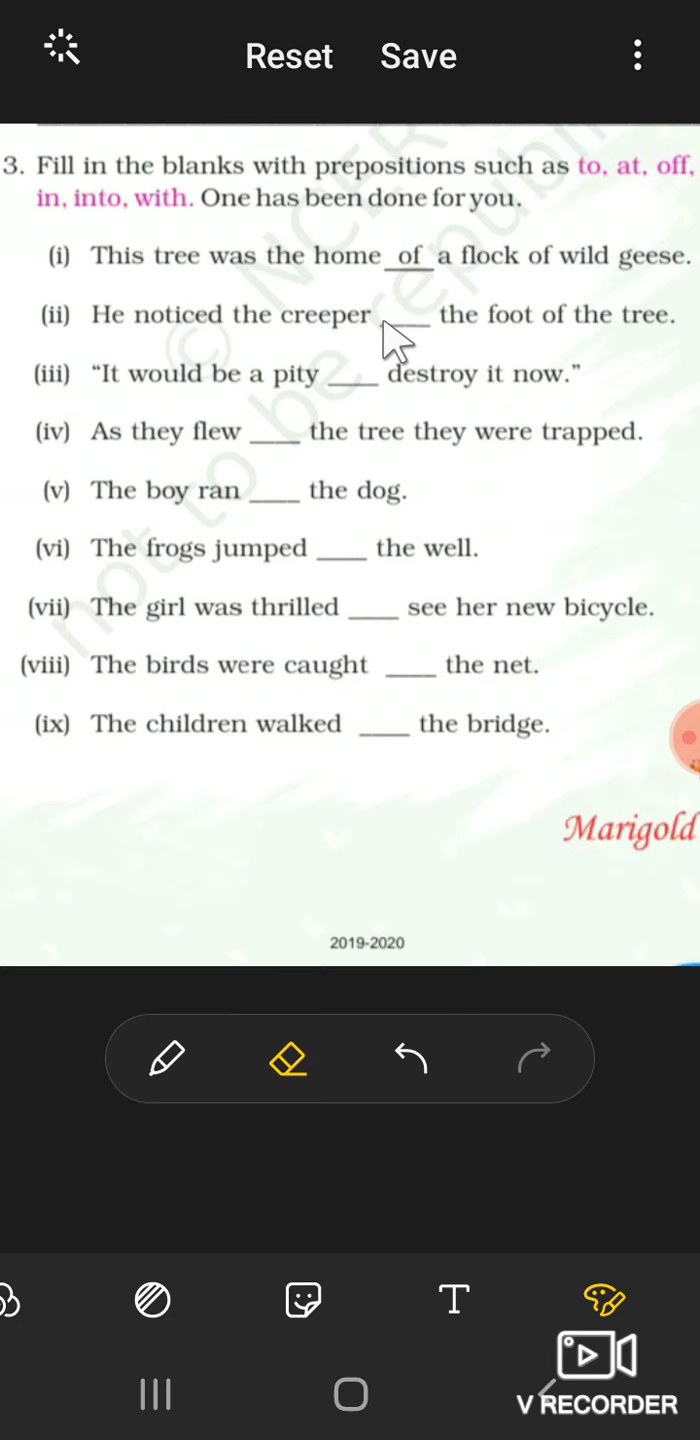 Reset Save
3. Fill in the blanks with prepositions such as to, at, off,
in, into, with. One has been done for you.
(i) This tree was the home of a flock of wild geese.
(ii) He noticed the creeper ____ the foot of the tree.
(iii) “It would be a pity ____ destroy it now.”
(iv) As they flew ____ the tree they were trapped.
(v) The boy ran ____ the dog.
(vi) The frogs jumped ____ the well.
(vii) The girl was thrilled ____ see her new bicycle.
(viii) The birds were caught ____ the net.
(ix) The children walked ____ the bridge.
Marigold
2019-2020
T
V RECORDER
© NCER
not to be republi